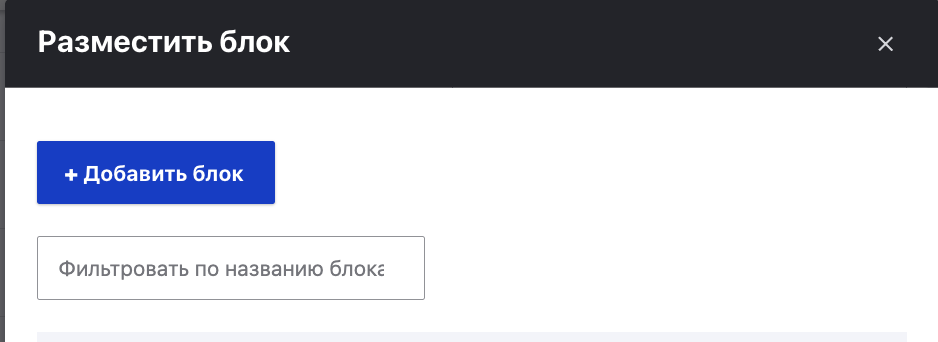 Разместить блок
+ Добавить блок
Фильтровать по названию блока